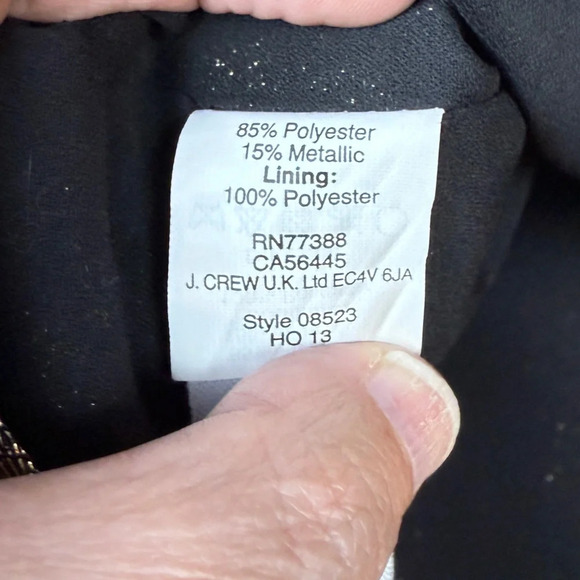 85% Polyester
15% Metallic
Lining:
100% Polyester
RN77388
CA56445
J. CREW U.K. Ltd EC4V 6JA
Style 08523
HO 13